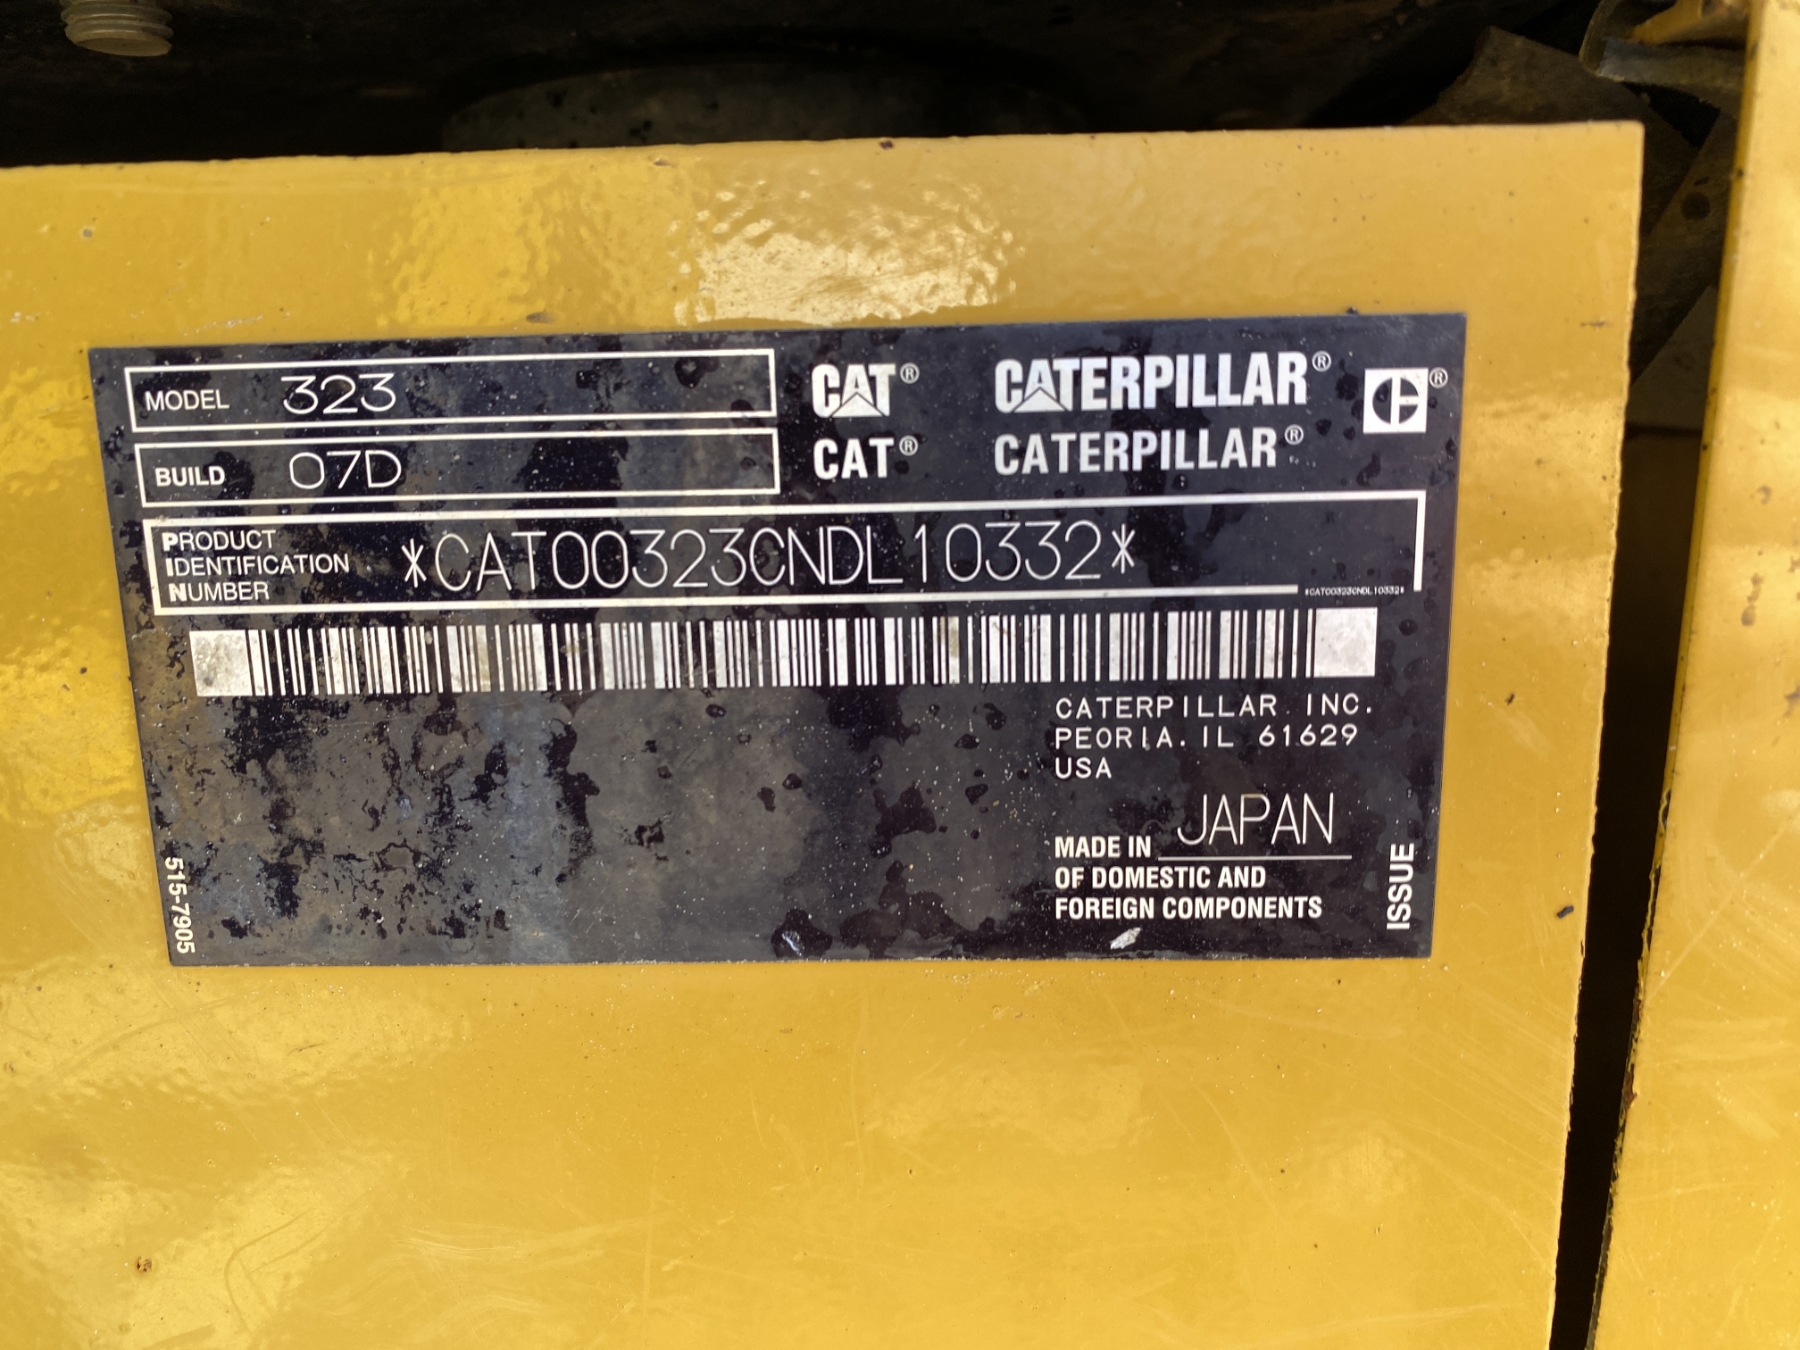 MODEL 323
BUILD 07D
CAT® CATERPILLAR® ®
CAT® CATERPILLAR®
PRODUCT
IDENTIFICATION
NUMBER
*CAT00323CNDL10332*
*CAT00323CNDL10332*
CATERPILLAR INC.
PEORIA. IL 61629
USA
MADE IN JAPAN
OF DOMESTIC AND
FOREIGN COMPONENTS
515-7905
ISSUE